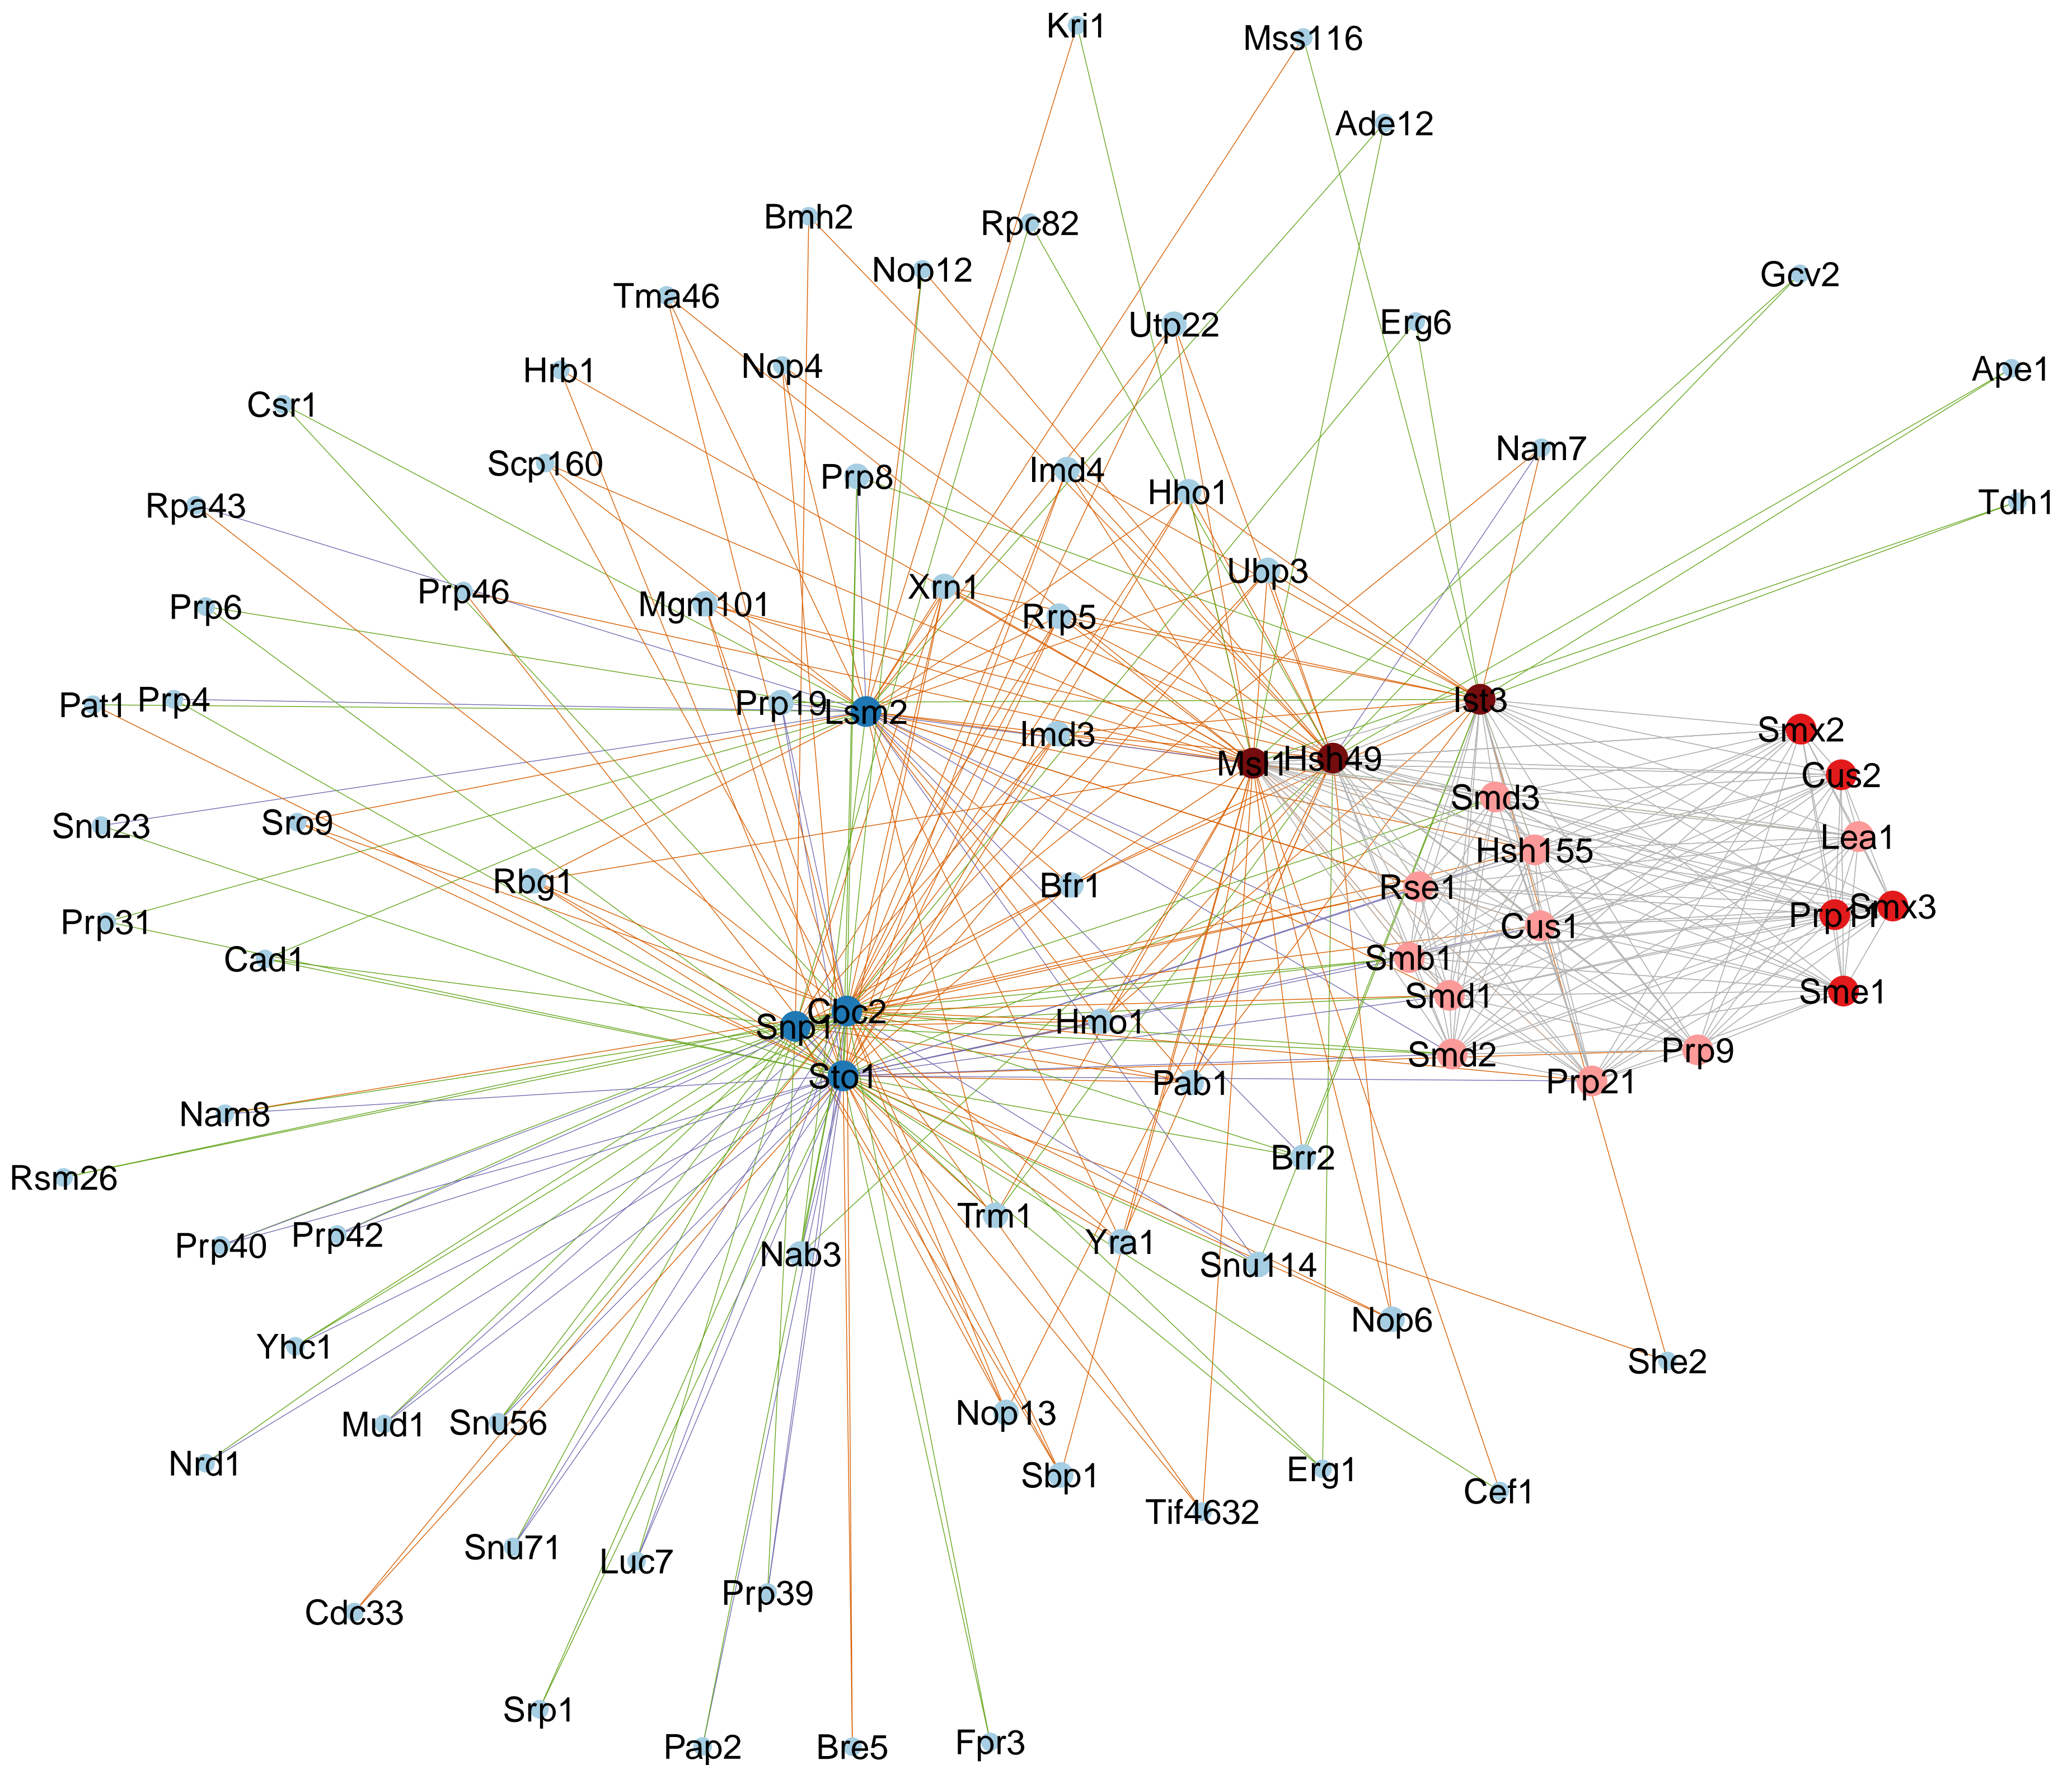 Kri1
Mss116
Ade12
Bmh2
Rpc82
Nop12
Gcv2
Tma46
Utp22
Erg6
Nop4
Hrb1
Ape1
Csr1
Nam7
Scp160
Imd4
Prp8
Hho1
Tdh1
Rpa43
Ubp3
Xrn1
Prp46
Mgm101
Prp6
Rrp5
Prp4
Pat1
Prp19
Ist3
Lsm2
Smx2
Imd3
Hsh49
Msl1
Cus2
Smd3
Snu23
Sro9
Lea1
Hsh155
Rbg1
Bfr1
Rse1
Smx3
Prp11
Prp31
Cus1
Cad1
Smb1
Sme1
Smd1
Cbc2
Hmo1
Snp1
Prp9
Smd2
Sto1
Pab1
Prp21
Nam8
Brr2
Rsm26
Trm1
Prp42
Yra1
Prp40
Nab3
Snu114
Nop6
Yhc1
She2
Nop13
Snu56
Mud1
Nrd1
Erg1
Sbp1
Cef1
Tif4632
Snu71
Luc7
Prp39
Cdc33
Srp1
Fpr3
Pap2
Bre5